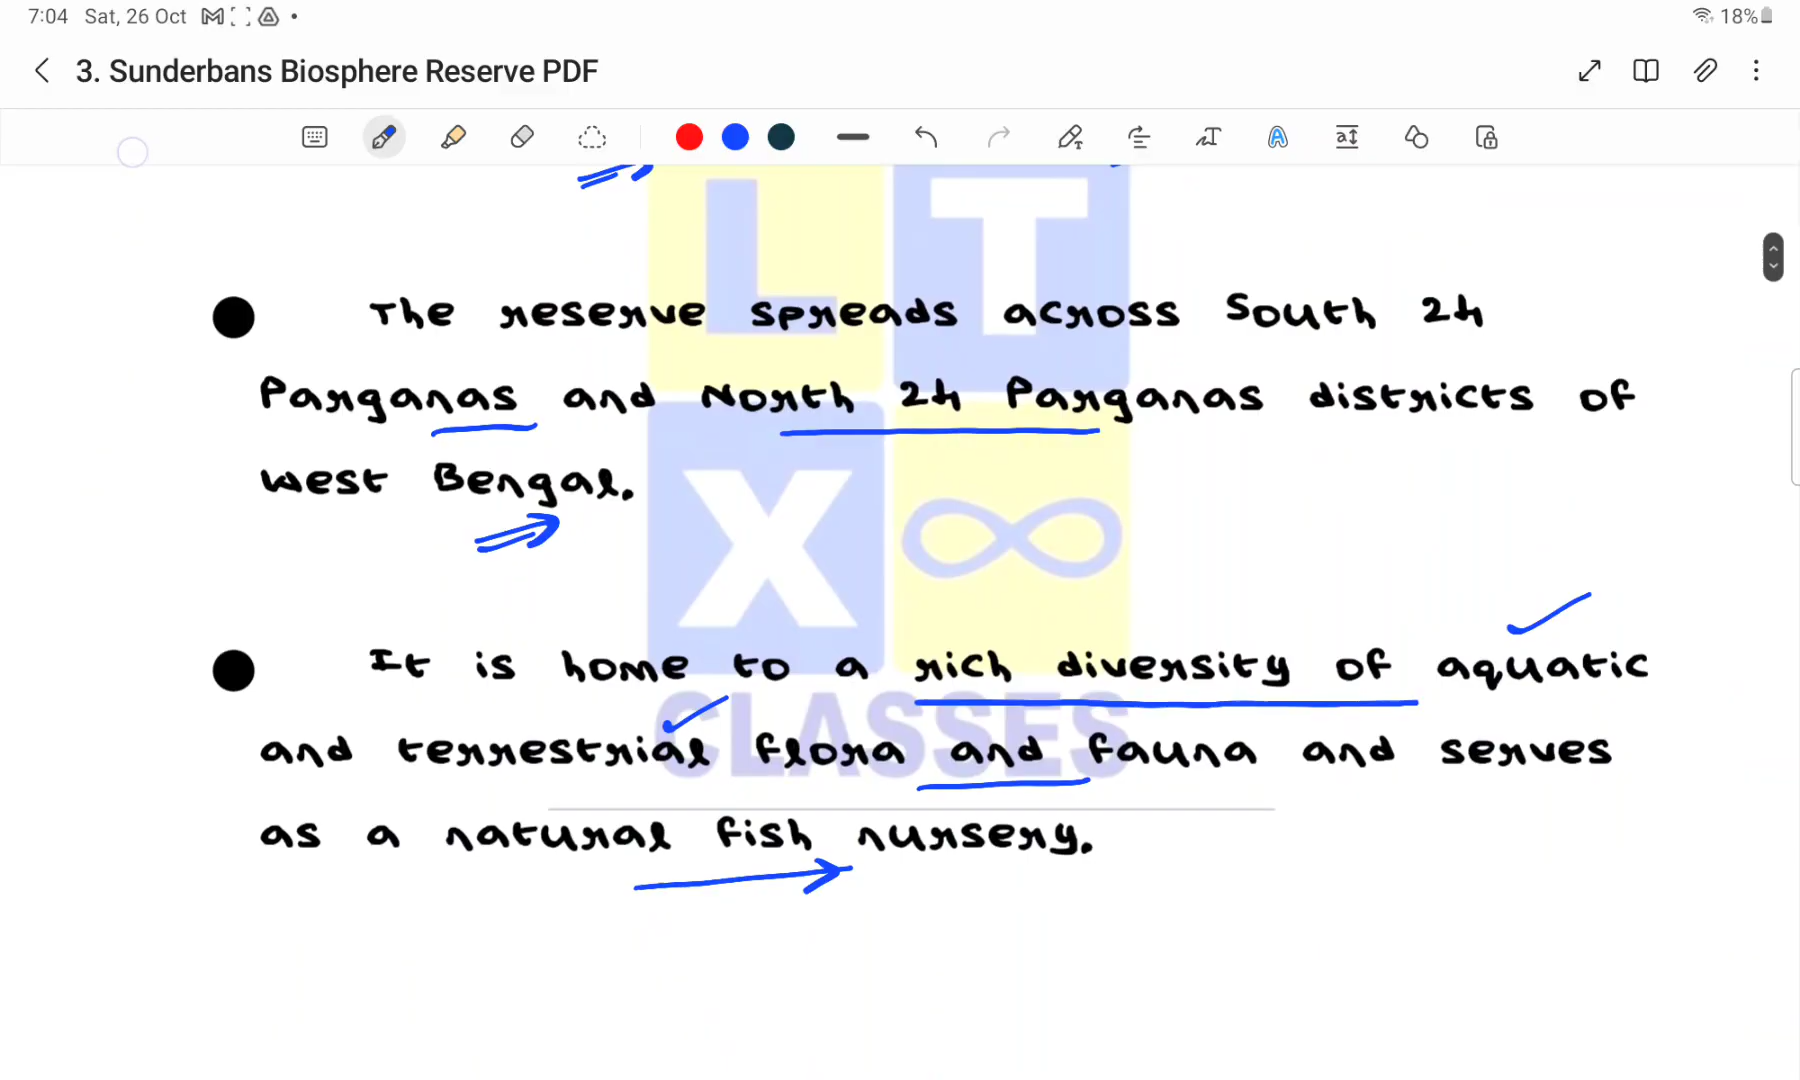 7:04 Sat, 26 Oct 18%
3. Sunderbans Biosphere Reserve PDF
LT
The reserve spreads across South 24
Parganas and North 24 Parganas districts of
West Bengal.
X∞
It is home to a rich diversity of aquatic
CLASSES
and terrestrial flora and fauna and serves
as a natural fish nursery.